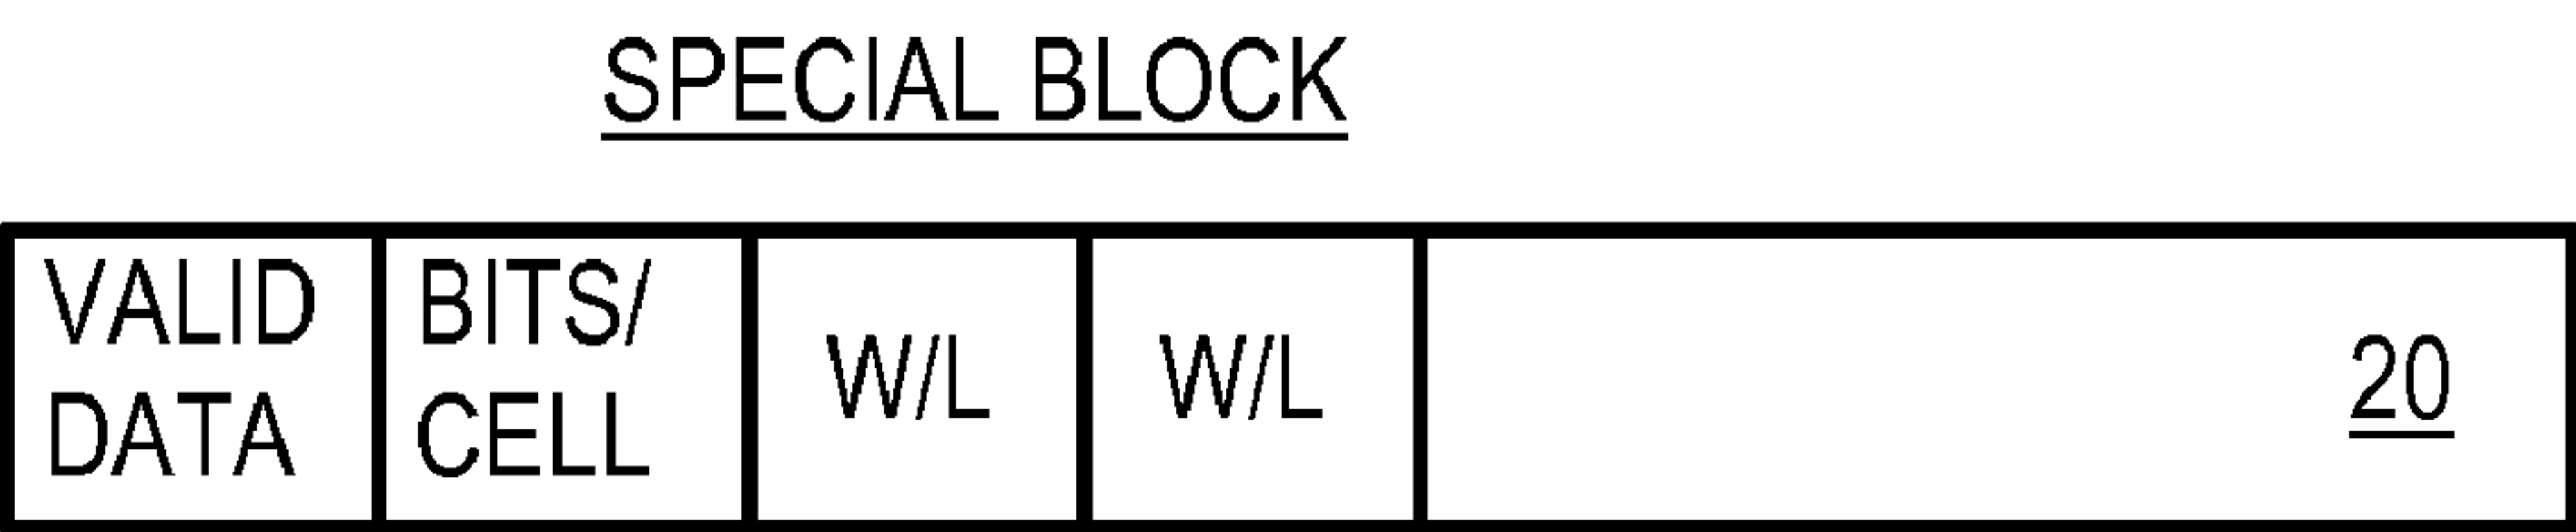 SPECIAL BLOCK
VALID
DATA
BITS/
CELL
W/L
W/L
20